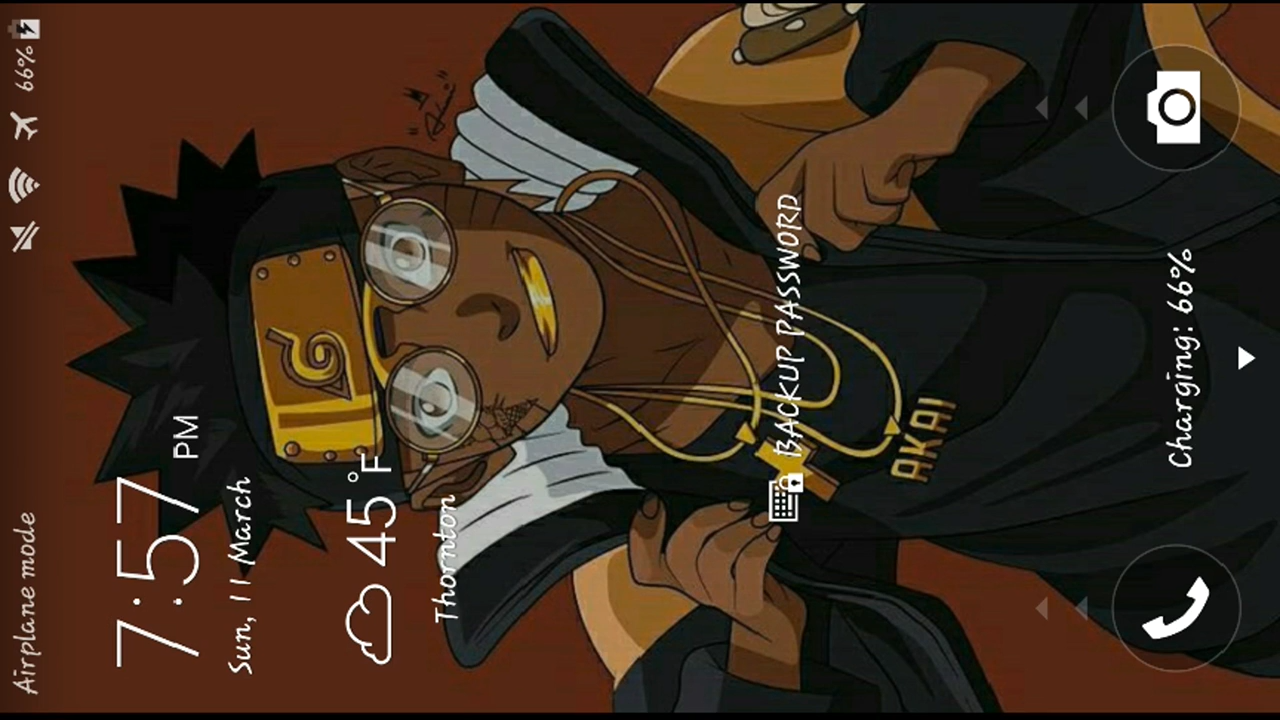 Airplane mode
66%
7:57 PM
Sun, 11 March
45°F
Thornton
BACKUP PASSWORD
AKAI
Charging: 66%